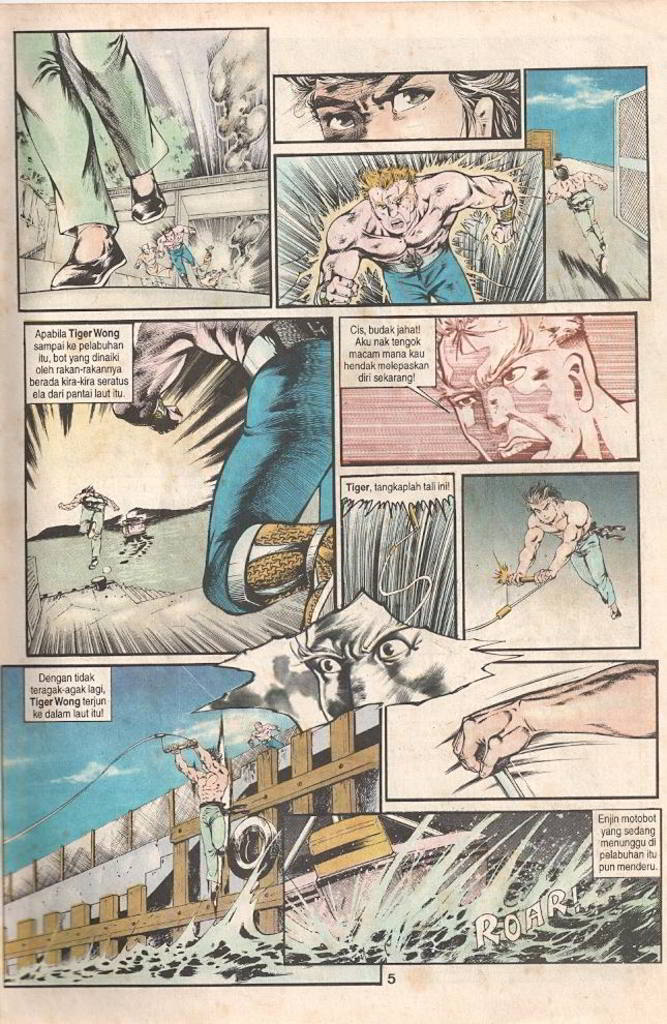 Apabila Tiger Wong
sampai ke pelabuhan
itu, bot yang dinaiki
oleh rakan-rakannya
berada kira-kira seratus
ela dari pantai laut itu.
Cis, budak jahat!
Aku nak tengok
macam mana kau
hendak melepaskan
diri sekarang!
Tiger, tangkaplah tali ini!
Dengan tidak
teragak-agak lagi,
Tiger Wong terjun
ke dalam laut itu!
Enjin motobot
yang sedang
menunggu di
pelabuhan itu
pun menderu.
ROAR!
5